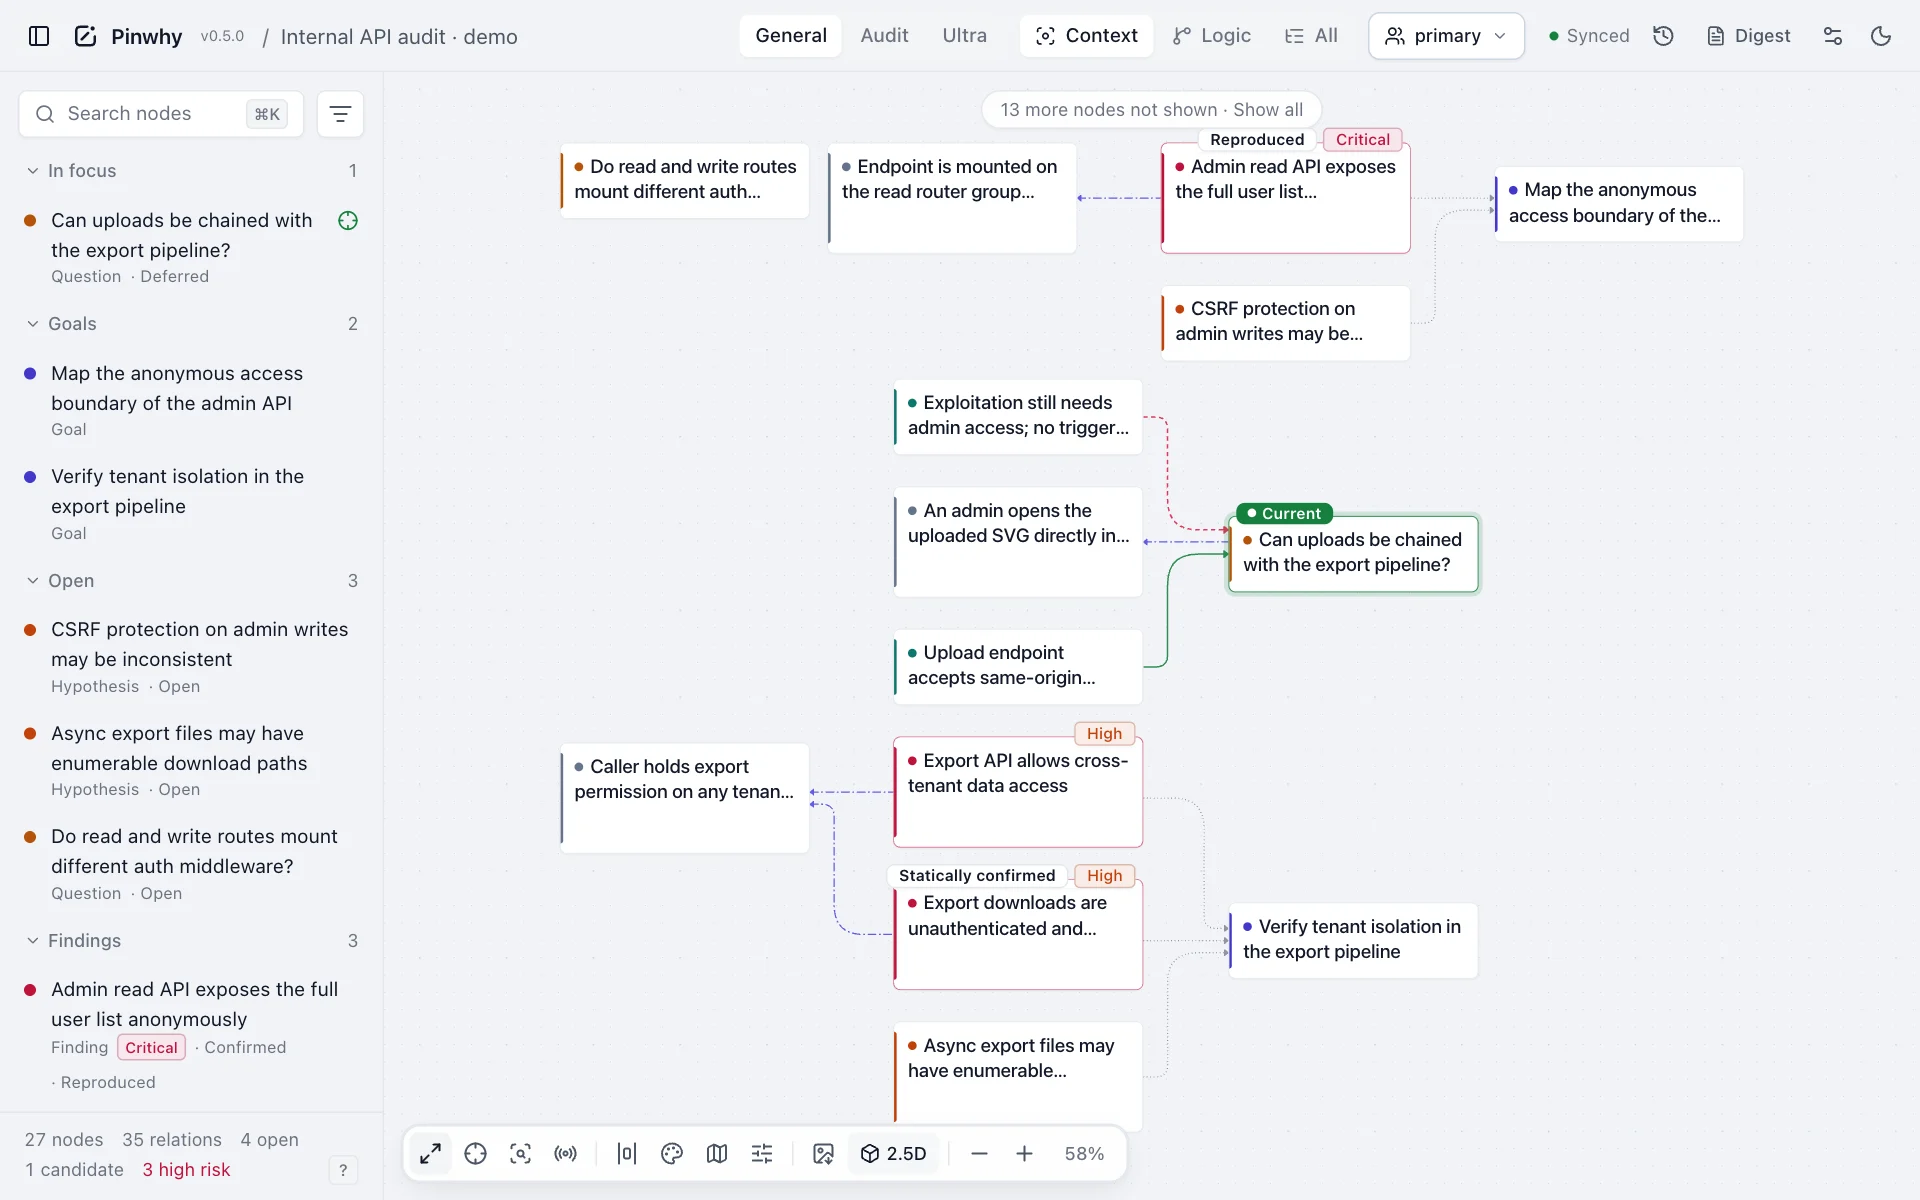 Pinwhy v0.5.0 / Internal API audit · demo
General Audit Ultra Context Logic All primary Synced Digest
Search nodes ⌘K
In focus 1
Can uploads be chained with
the export pipeline?
Question · Deferred
Goals 2
Map the anonymous access
boundary of the admin API
Goal
Verify tenant isolation in the
export pipeline
Goal
Open 3
CSRF protection on admin writes
may be inconsistent
Hypothesis · Open
Async export files may have
enumerable download paths
Hypothesis · Open
Do read and write routes mount
different auth middleware?
Question · Open
Findings 3
Admin read API exposes the full
user list anonymously
Finding Critical · Confirmed
· Reproduced
27 nodes 35 relations 4 open
1 candidate 3 high risk ?
13 more nodes not shown · Show all
Do read and write routes
mount different auth...
Endpoint is mounted on
the read router group...
Reproduced Critical
Admin read API exposes
the full user list...
Map the anonymous
access boundary of the...
CSRF protection on
admin writes may be...
Exploitation still needs
admin access; no trigger...
An admin opens the
uploaded SVG directly in...
Current
Can uploads be chained
with the export pipeline?
Upload endpoint
accepts same-origin...
Caller holds export
permission on any tenan...
High
Export API allows cross-
tenant data access
Statically confirmed High
Export downloads are
unauthenticated and...
Verify tenant isolation in
the export pipeline
Async export files may
have enumerable...
2.5D 58%